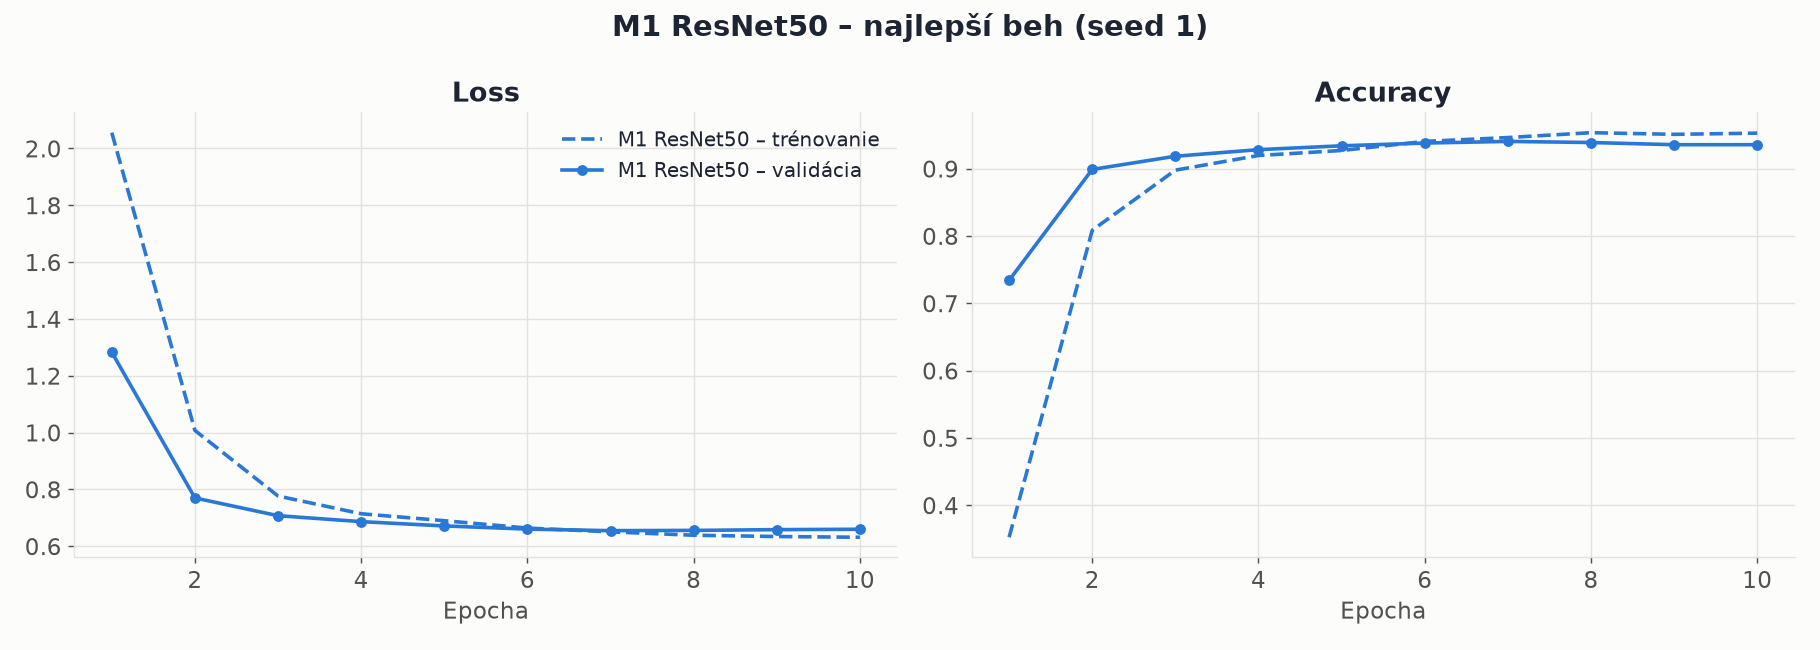 M1 ResNet50 – najlepší beh (seed 1)
Loss
M1 ResNet50 – trénovanie
M1 ResNet50 – validácia
2.0
1.8
1.6
1.4
1.2
1.0
0.8
0.6
2 4 6 8 10
Epocha
Accuracy
0.9
0.8
0.7
0.6
0.5
0.4
2 4 6 8 10
Epocha